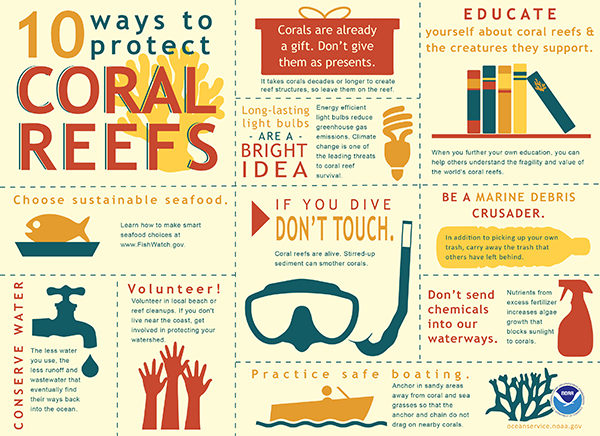 10 ways to
protect
CORAL
REEFS
Corals are already
a gift. Don't give
them as presents.
It takes corals decades or longer to create
reef structures, so leave them on the reef.
EDUCATE
yourself about coral reefs &
the creatures they support.
When you further your own education, you can
help others understand the fragility and value of
the world's coral reefs.
Long-lasting
light bulbs
- ARE A -
BRIGHT
IDEA
Energy efficient
light bulbs reduce
greenhouse gas
emissions. Climate
change is one of
the leading threats
to coral reef
survival.
Choose sustainable seafood.
Learn how to make smart
seafood choices at
www.FishWatch.gov.
IF YOU DIVE
DON'T TOUCH.
Coral reefs are alive. Stirred-up
sediment can smother corals.
BE A MARINE DEBRIS
CRUSADER.
In addition to picking up your own
trash, carry away the trash that
others have left behind.
CONSERVE WATER
The less water
you use, the
less runoff and
wastewater that
eventually find
their ways back
into the ocean.
Volunteer!
Volunteer in local beach or
reef cleanups. If you don't
live near the coast, get
involved in protecting your
watershed.
Don't send
chemicals
into our
waterways.
Nutrients from
excess fertilizer
increases algae
growth that
blocks sunlight
to corals.
Practice safe boating.
Anchor in sandy areas
away from coral and sea
grasses so that the
anchor and chain do not
drag on nearby corals.
NOAA
oceanservice.noaa.gov